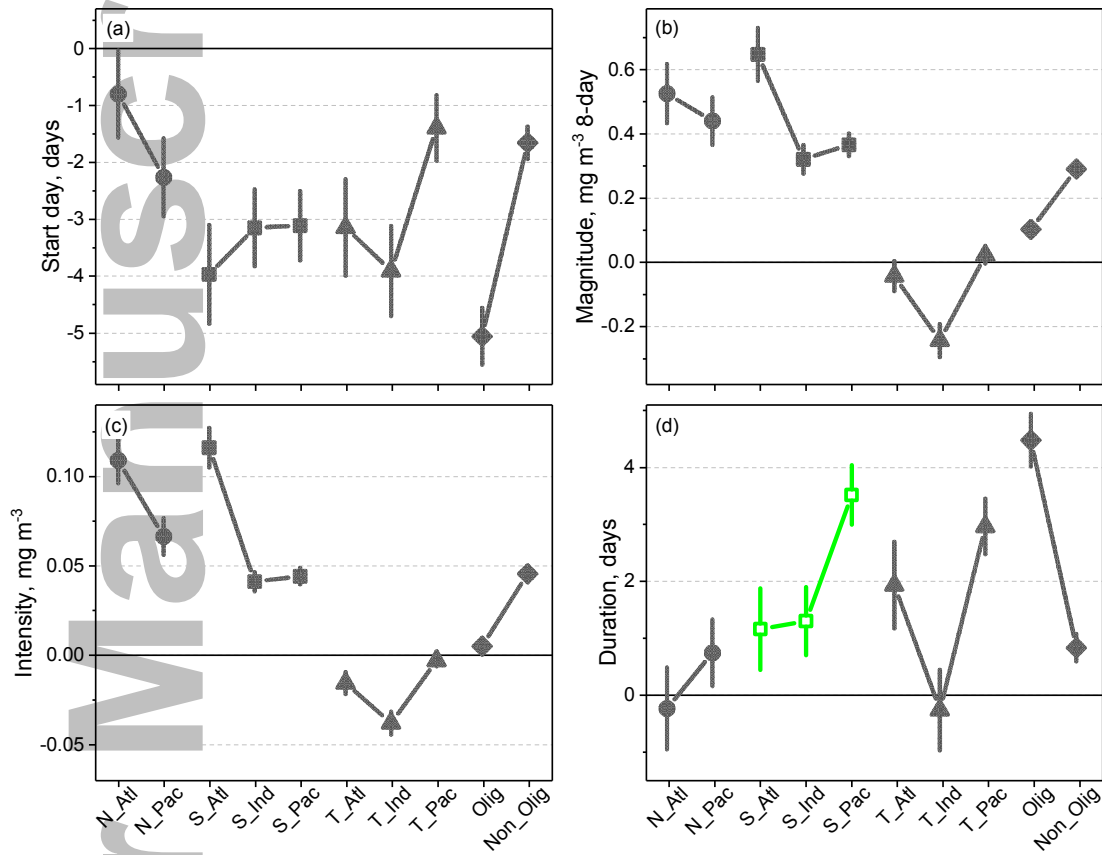 (a)
Start day, days
0
-1
-2
-3
-4
-5
(b)
Magnitude, mg m⁻³ 8-day
0.6
0.4
0.2
0.0
-0.2
(c)
Intensity, mg m⁻³
0.10
0.05
0.00
-0.05
N_Atl
N_Pac
S_Atl
S_Ind
S_Pac
T_Atl
T_Ind
T_Pac
Olig
Non_Olig
(d)
Duration, days
4
2
0
N_Atl
N_Pac
S_Atl
S_Ind
S_Pac
T_Atl
T_Ind
T_Pac
Olig
Non_Olig
Manusc